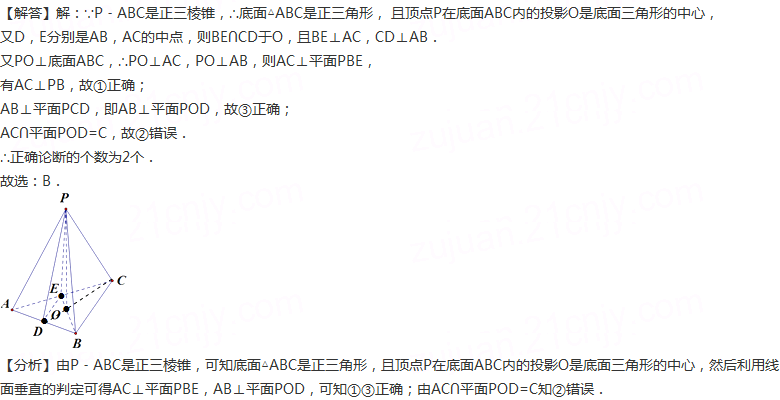 【解答】解：∵P﹣ABC是正三棱锥，∴底面△ABC是正三角形， 且顶点P在底面ABC内的投影O是底面三角形的中心，
又D，E分别是AB，AC的中点，则BE∩CD于O，且BE⊥AC，CD⊥AB．
又PO⊥底面ABC，∴PO⊥AC，PO⊥AB，则AC⊥平面PBE，
有AC⊥PB，故①正确；
AB⊥平面PCD，即AB⊥平面POD，故③正确；
AC∩平面POD=C，故②错误．
∴正确论断的个数为2个．
故选：B．
P
C
E
A
O
D
B
【分析】由P﹣ABC是正三棱锥，可知底面△ABC是正三角形，且顶点P在底面ABC内的投影O是底面三角形的中心，然后利用线
面垂直的判定可得AC⊥平面PBE，AB⊥平面POD，可知①③正确；由AC∩平面POD=C知②错误．